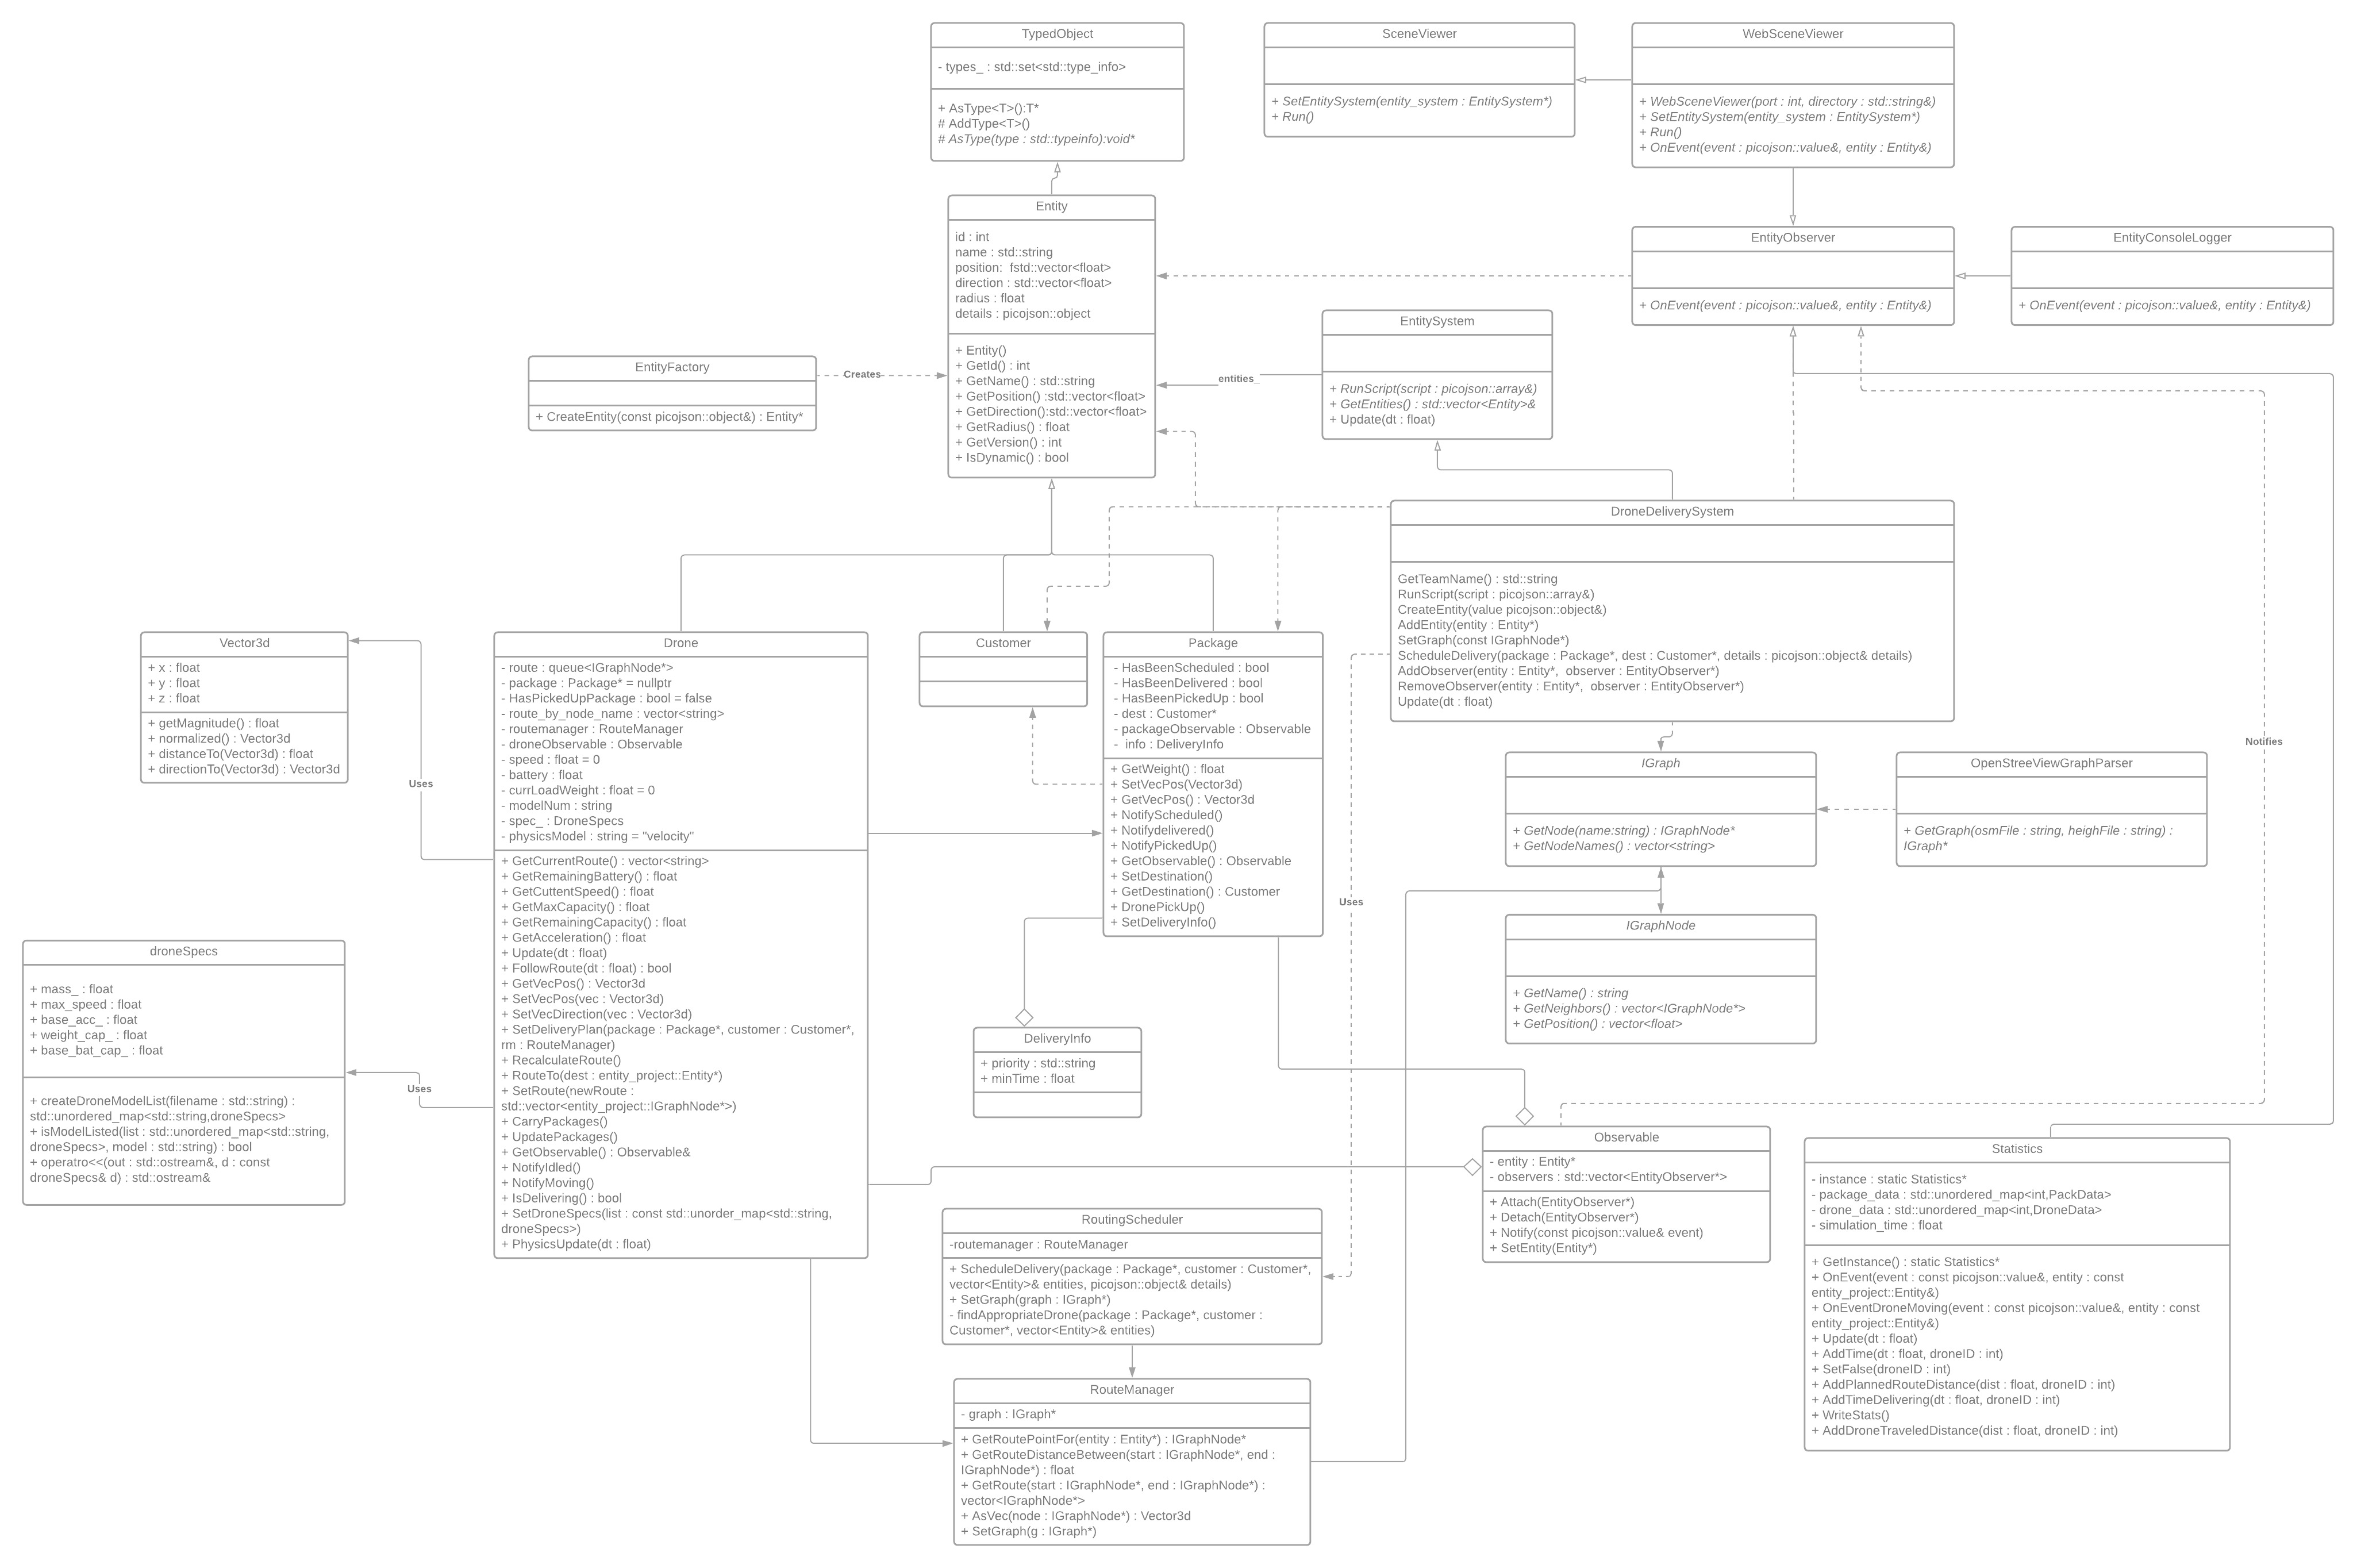 TypedObject
- types_ : std::set<std::type_info>
+ AsType<T>():T*
# AddType<T>()
# AsType(type : std::typeinfo):void*
SceneViewer
+ SetEntitySystem(entity_system : EntitySystem*)
+ Run()
WebSceneViewer
+ WebSceneViewer(port : int, directory : std::string&)
+ SetEntitySystem(entity_system : EntitySystem*)
+ Run()
+ OnEvent(event : picojson::value&, entity : Entity&)
Entity
id : int
name : std::string
position:  fstd::vector<float>
direction : std::vector<float>
radius : float
details : picojson::object
+ Entity()
+ GetId() : int
+ GetName() : std::string
+ GetPosition() :std::vector<float>
+ GetDirection():std::vector<float>
+ GetRadius() : float
+ GetVersion() : int
+ IsDynamic() : bool
EntityObserver
+ OnEvent(event : picojson::value&, entity : Entity&)
EntityConsoleLogger
+ OnEvent(event : picojson::value&, entity : Entity&)
EntitySystem
+ RunScript(script : picojson::array&)
+ GetEntities() : std::vector<Entity>&
+ Update(dt : float)
EntityFactory
+ CreateEntity(const picojson::object&) : Entity*
Creates
entities_
DroneDeliverySystem
GetTeamName() : std::string
RunScript(script : picojson::array&)
CreateEntity(value picojson::object&)
AddEntity(entity : Entity*)
SetGraph(const IGraphNode*)
ScheduleDelivery(package : Package*, dest : Customer*, details : picojson::object& details)
AddObserver(entity : Entity*,  observer : EntityObserver*)
RemoveObserver(entity : Entity*,  observer : EntityObserver*)
Update(dt : float)
Vector3d
+ x : float
+ y : float
+ z : float
+ getMagnitude() : float
+ normalized() : Vector3d
+ distanceTo(Vector3d) : float
+ directionTo(Vector3d) : Vector3d
Uses
Drone
- route : queue<IGraphNode*>
- package : Package* = nullptr
- HasPickedUpPackage : bool = false
- route_by_node_name : vector<string>
- routemanager : RouteManager
- droneObservable : Observable
- speed : float = 0
- battery : float
- currLoadWeight : float = 0
- modelNum : string
- spec_ : DroneSpecs
- physicsModel : string = "velocity"
+ GetCurrentRoute() : vector<string>
+ GetRemainingBattery() : float
+ GetCuttentSpeed() : float
+ GetMaxCapacity() : float
+ GetRemainingCapacity() : float
+ GetAcceleration() : float
+ Update(dt : float)
+ FollowRoute(dt : float) : bool
+ GetVecPos() : Vector3d
+ SetVecPos(vec : Vector3d)
+ SetVecDirection(vec : Vector3d)
+ SetDeliveryPlan(package : Package*, customer : Customer*,
rm : RouteManager)
+ RecalculateRoute()
+ RouteTo(dest : entity_project::Entity*)
+ SetRoute(newRoute :
std::vector<entity_project::IGraphNode*>)
+ CarryPackages()
+ UpdatePackages()
+ GetObservable() : Observable&
+ NotifyIdled()
+ NotifyMoving()
+ IsDelivering() : bool
+ SetDroneSpecs(list : const std::unorder_map<std::string,
droneSpecs>)
+ PhysicsUpdate(dt : float)
Customer
Package
- HasBeenScheduled : bool
- HasBeenDelivered : bool
- HasBeenPickedUp : bool
- dest : Customer*
- packageObservable : Observable
-  info : DeliveryInfo
+ GetWeight() : float
+ SetVecPos(Vector3d)
+ GetVecPos() : Vector3d
+ NotifyScheduled()
+ Notifydelivered()
+ NotifyPickedUp()
+ GetObservable() : Observable
+ SetDestination()
+ GetDestination() : Customer
+ DronePickUp()
+ SetDeliveryInfo()
Uses
IGraph
+ GetNode(name:string) : IGraphNode*
+ GetNodeNames() : vector<string>
OpenStreeViewGraphParser
+ GetGraph(osmFile : string, heighFile : string) :
IGraph*
Notifies
IGraphNode
+ GetName() : string
+ GetNeighbors() : vector<IGraphNode*>
+ GetPosition() : vector<float>
droneSpecs
+ mass_ : float
+ max_speed : float
+ base_acc_ : float
+ weight_cap_ : float
+ base_bat_cap_ : float
+ createDroneModelList(filename : std::string) :
std::unordered_map<std::string,droneSpecs>
+ isModelListed(list : std::unordered_map<std::string,
droneSpecs>, model : std::string) : bool
+ operatro<<(out : std::ostream&, d : const
droneSpecs& d) : std::ostream&
Uses
DeliveryInfo
+ priority : std::string
+ minTime : float
Observable
- entity : Entity*
- observers : std::vector<EntityObserver*>
+ Attach(EntityObserver*)
+ Detach(EntityObserver*)
+ Notify(const picojson::value& event)
+ SetEntity(Entity*)
Statistics
- instance : static Statistics*
- package_data : std::unordered_map<int,PackData>
- drone_data : std::unordered_map<int,DroneData>
- simulation_time : float
+ GetInstance() : static Statistics*
+ OnEvent(event : const picojson::value&, entity : const
entity_project::Entity&)
+ OnEventDroneMoving(event : const picojson::value&, entity : const
entity_project::Entity&)
+ Update(dt : float)
+ AddTime(dt : float, droneID : int)
+ SetFalse(droneID : int)
+ AddPlannedRouteDistance(dist : float, droneID : int)
+ AddTimeDelivering(dt : float, droneID : int)
+ WriteStats()
+ AddDroneTraveledDistance(dist : float, droneID : int)
RoutingScheduler
-routemanager : RouteManager
+ ScheduleDelivery(package : Package*, customer : Customer*,
vector<Entity>& entities, picojson::object& details)
+ SetGraph(graph : IGraph*)
- findAppropriateDrone(package : Package*, customer :
Customer*, vector<Entity>& entities)
RouteManager
- graph : IGraph*
+ GetRoutePointFor(entity : Entity*) : IGraphNode*
+ GetRouteDistanceBetween(start : IGraphNode*, end :
IGraphNode*) : float
+ GetRoute(start : IGraphNode*, end : IGraphNode*) :
vector<IGraphNode*>
+ AsVec(node : IGraphNode*) : Vector3d
+ SetGraph(g : IGraph*)